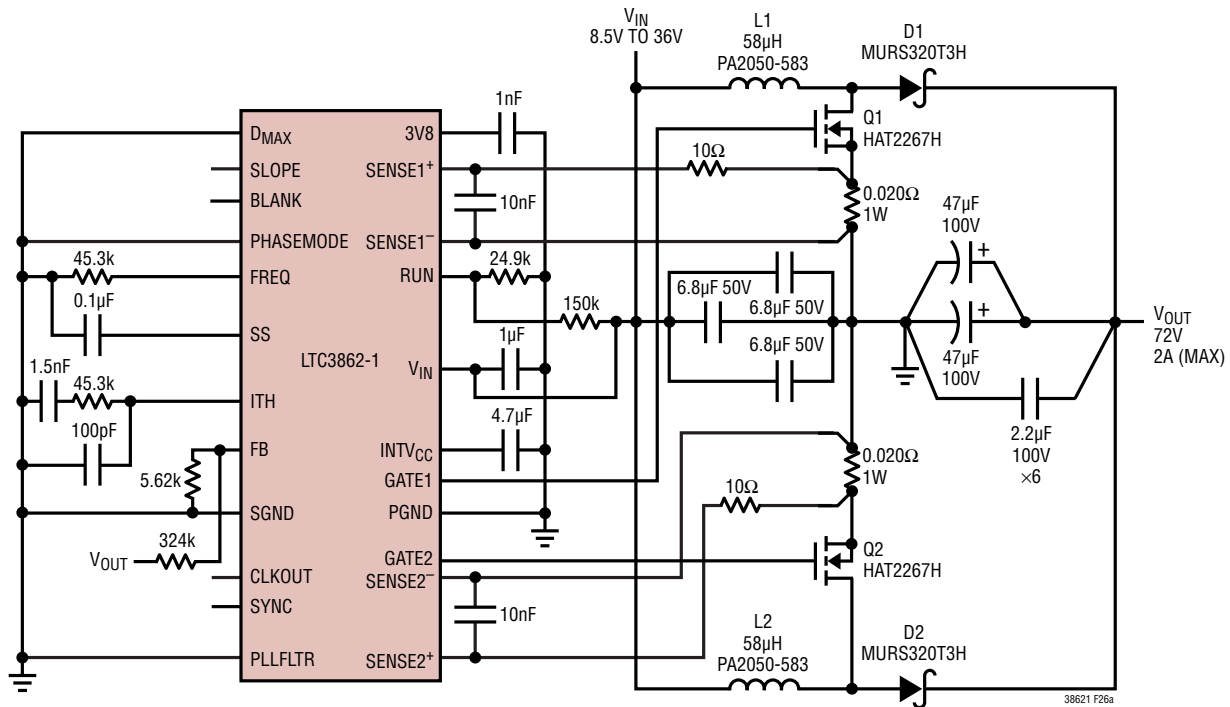 V_IN
8.5V TO 36V
L1
58µH
PA2050-583
D1
MURS320T3H
1nF
D_MAX
3V8
Q1
HAT2267H
10Ω
SLOPE
SENSE1+
BLANK
10nF
0.020Ω
1W
47µF
100V
+
PHASEMODE
SENSE1–
45.3k
FREQ
RUN
24.9k
0.1µF
6.8µF 50V
6.8µF 50V
150k
+
V_OUT
72V
2A (MAX)
SS
LTC3862-1
1µF
6.8µF 50V
47µF
100V
1.5nF
45.3k
V_IN
ITH
4.7µF
100pF
2.2µF
100V
×6
FB
INTV_CC
0.020Ω
1W
5.62k
GATE1
10Ω
SGND
PGND
324k
V_OUT
GATE2
Q2
HAT2267H
CLKOUT
SENSE2–
SYNC
10nF
L2
58µH
PA2050-583
D2
MURS320T3H
PLLFLTR
SENSE2+
38621 F26a